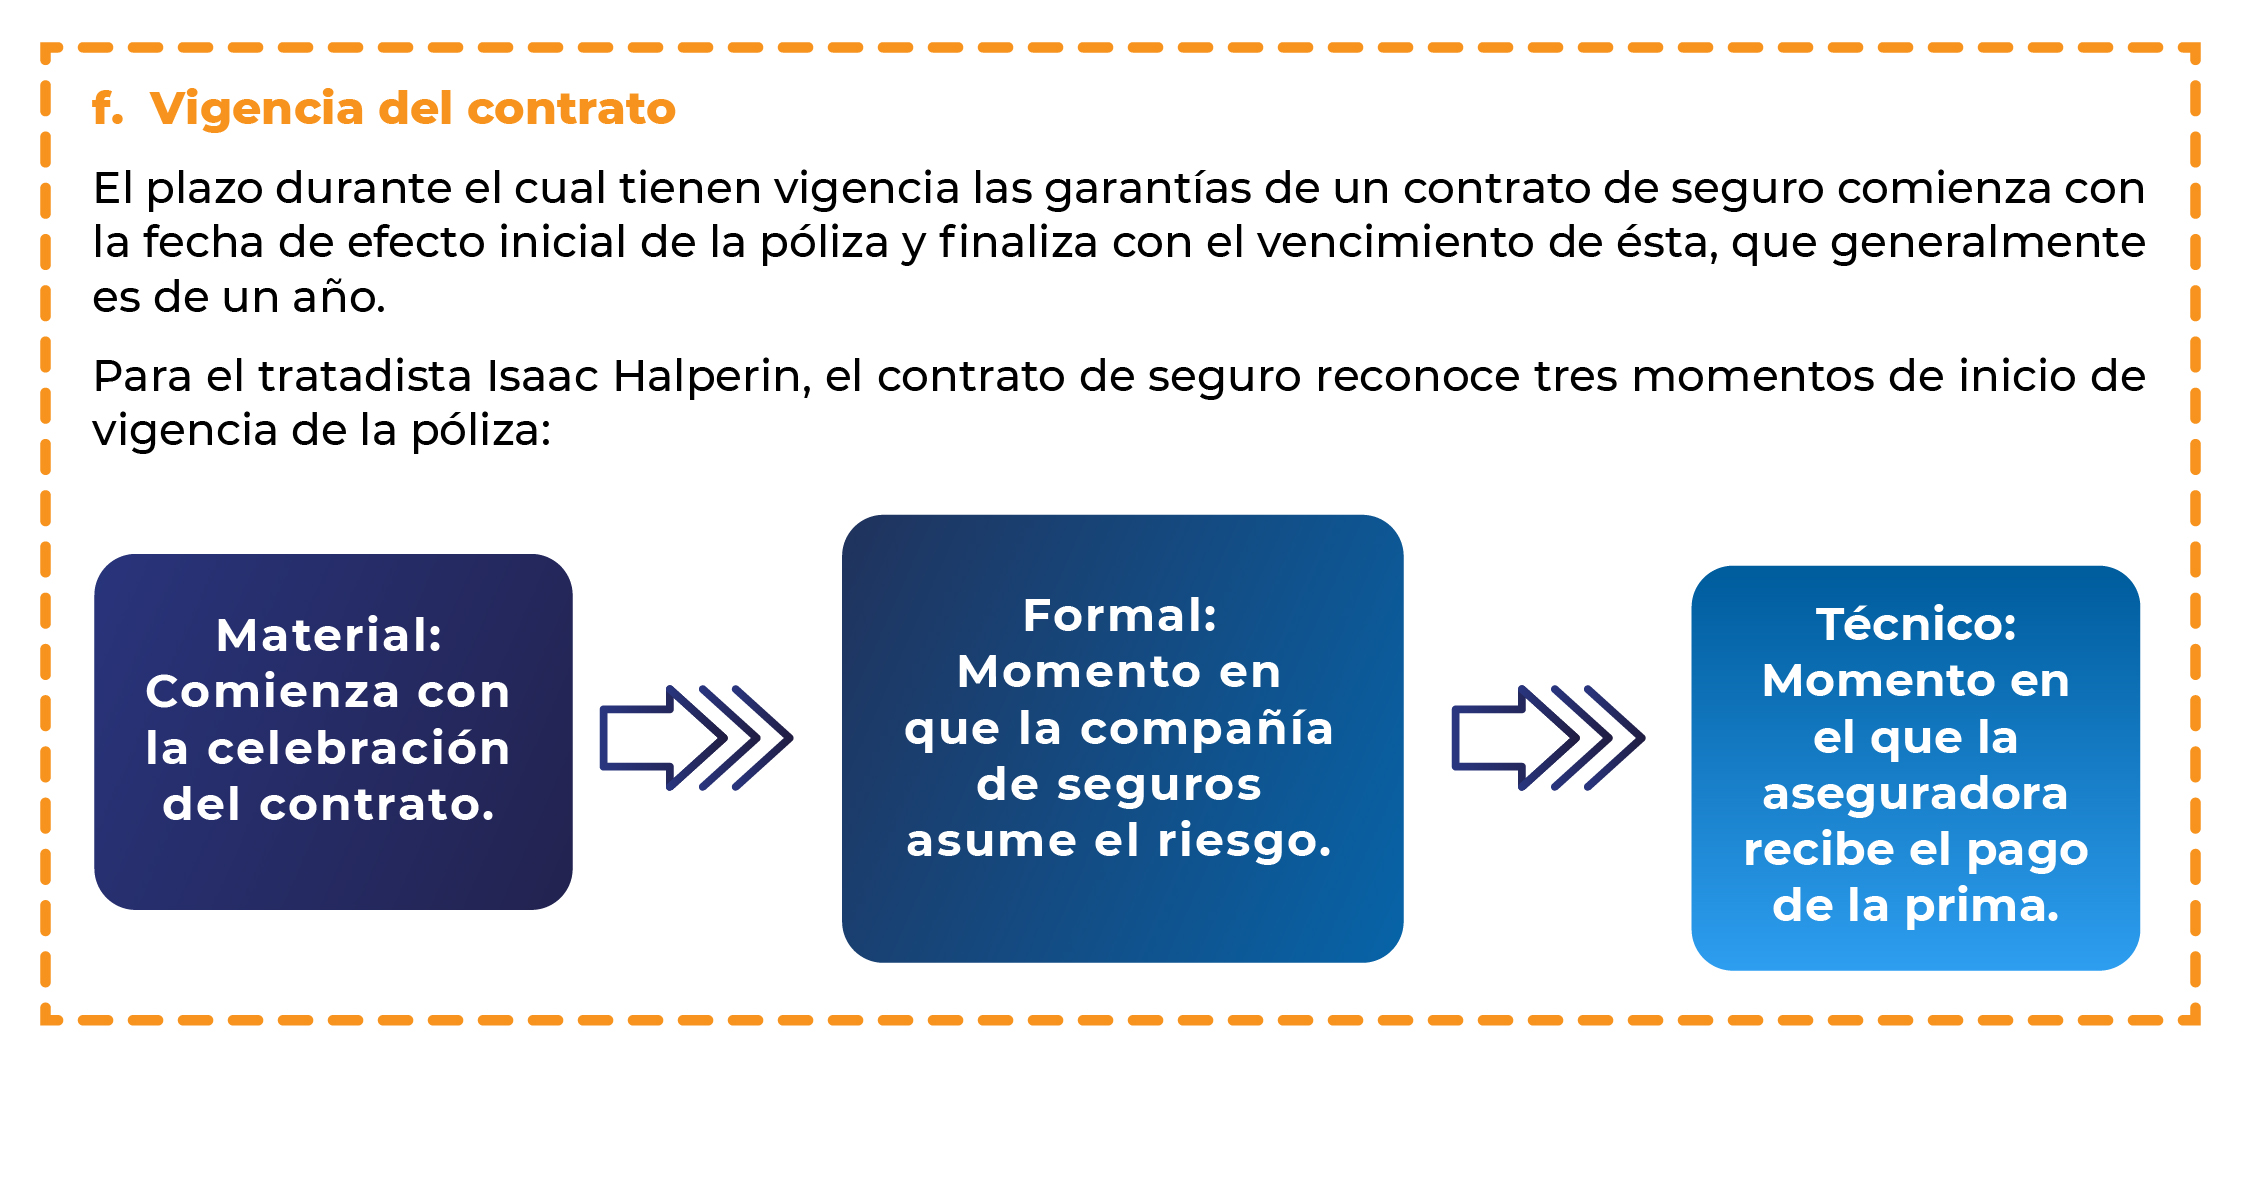 f. Vigencia del contrato
El plazo durante el cual tienen vigencia las garantías de un contrato de seguro comienza con
la fecha de efecto inicial de la póliza y finaliza con el vencimiento de ésta, que generalmente
es de un año.
Para el tratadista Isaac Halperin, el contrato de seguro reconoce tres momentos de inicio de
vigencia de la póliza:
Material:
Comienza con
la celebración
del contrato.
Formal:
Momento en
que la compañía
de seguros
asume el riesgo.
Técnico:
Momento en
el que la
aseguradora
recibe el pago
de la prima.